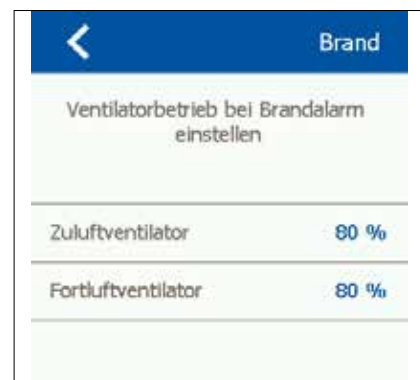 Brand
Ventilatorbetrieb bei Brandalarm
einstellen
Zuluftventilator 80 %
Fortluftventilator 80 %